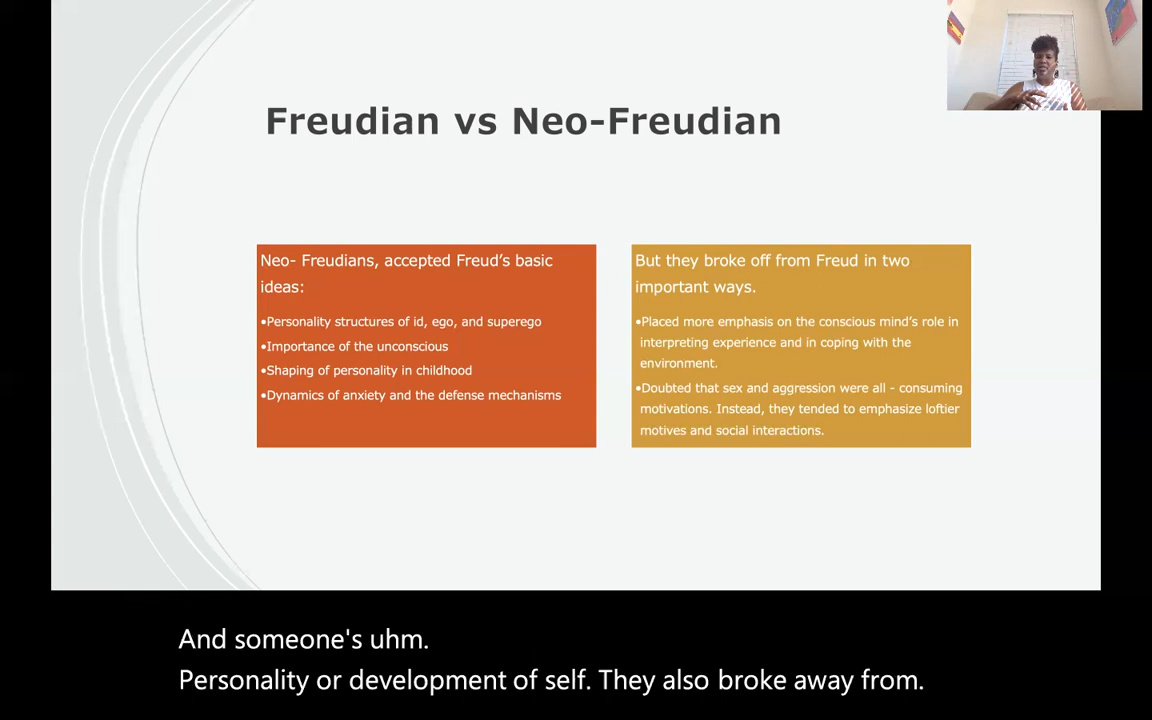 Freudian vs Neo-Freudian
Neo- Freudians, accepted Freud’s basic
ideas:
•Personality structures of id, ego, and superego
•Importance of the unconscious
•Shaping of personality in childhood
•Dynamics of anxiety and the defense mechanisms
But they broke off from Freud in two
important ways.
•Placed more emphasis on the conscious mind’s role in
interpreting experience and in coping with the
environment.
•Doubted that sex and aggression were all - consuming
motivations. Instead, they tended to emphasize loftier
motives and social interactions.
And someone's uhm.
Personality or development of self. They also broke away from.